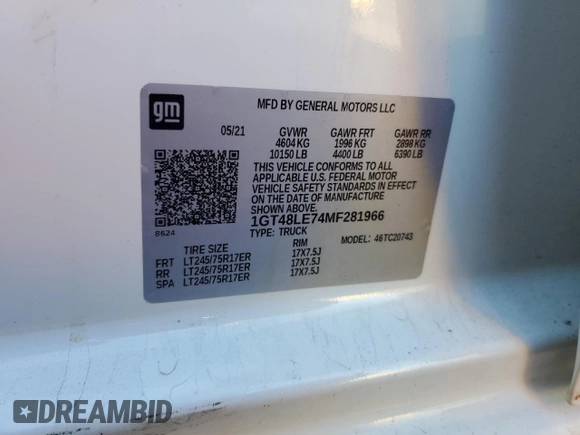 gm
MFD BY GENERAL MOTORS LLC
05/21 GVWR GAWR FRT GAWR RR
4604 KG 1996 KG 2898 KG
10150 LB 4400 LB 6390 LB
THIS VEHICLE CONFORMS TO ALL
APPLICABLE U.S. FEDERAL MOTOR
VEHICLE SAFETY STANDARDS IN EFFECT
ON THE DATE OF MANUFACTURE
SHOWN ABOVE.
1GT48LE74MF281966
8624
TYPE: TRUCK MODEL: 46TC20743
TIRE SIZE RIM
FRT LT245/75R17ER 17X7.5J
RR LT245/75R17ER 17X7.5J
SPA LT245/75R17ER 17X7.5J
DREAMBID